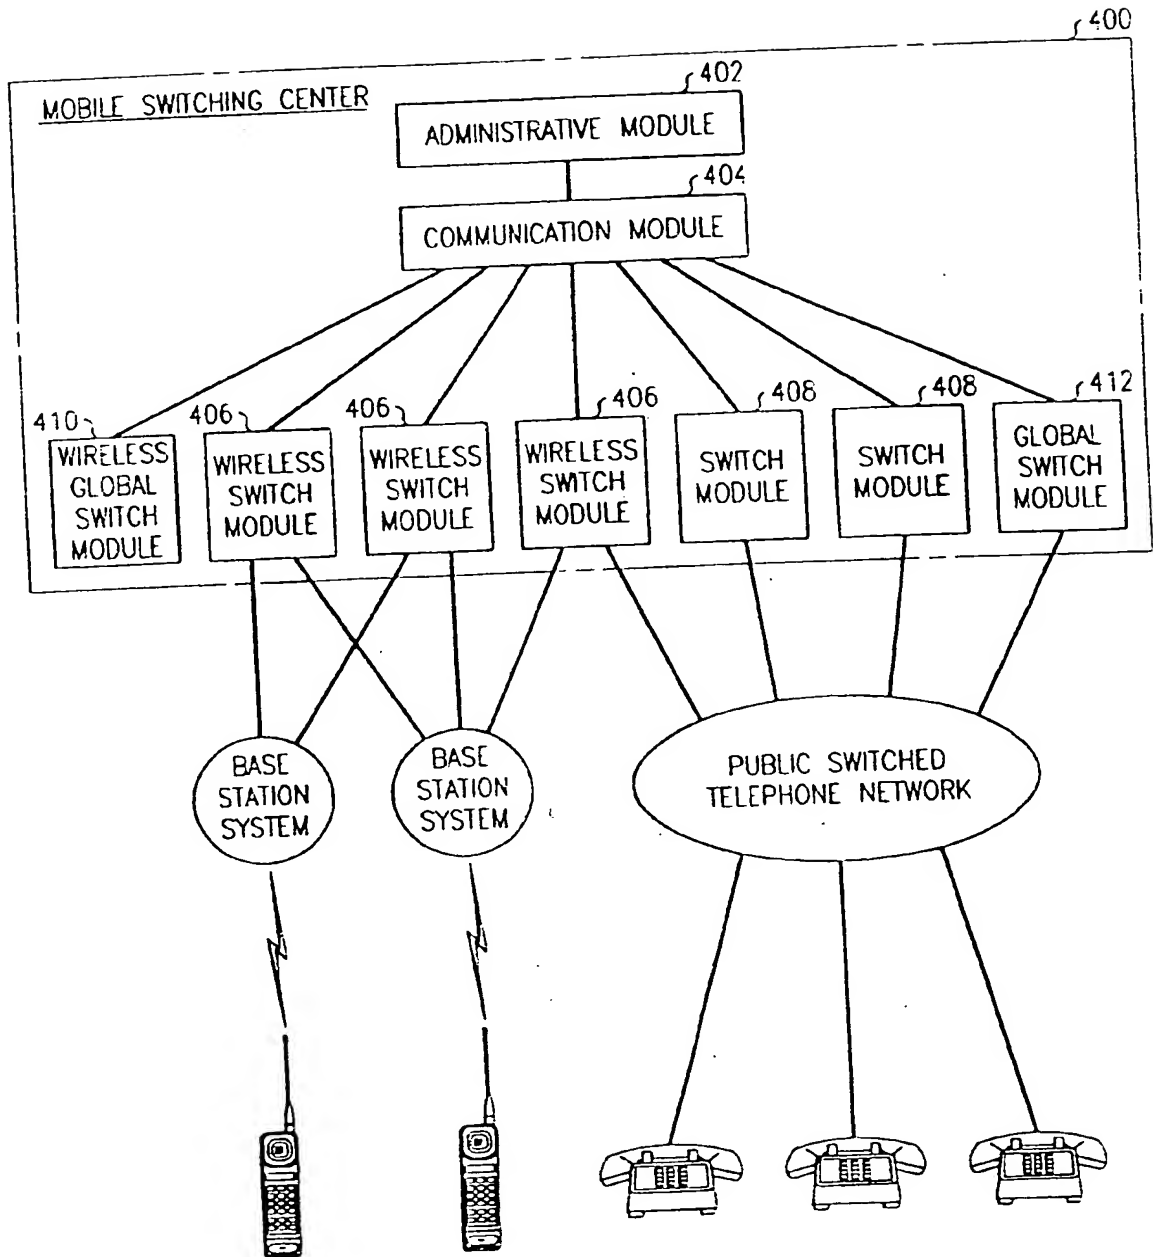 400
MOBILE SWITCHING CENTER
402
ADMINISTRATIVE MODULE
404
COMMUNICATION MODULE
410
WIRELESS
GLOBAL
SWITCH
MODULE
406
WIRELESS
SWITCH
MODULE
406
WIRELESS
SWITCH
MODULE
406
WIRELESS
SWITCH
MODULE
408
SWITCH
MODULE
408
SWITCH
MODULE
412
GLOBAL
SWITCH
MODULE
BASE
STATION
SYSTEM
BASE
STATION
SYSTEM
PUBLIC SWITCHED
TELEPHONE NETWORK